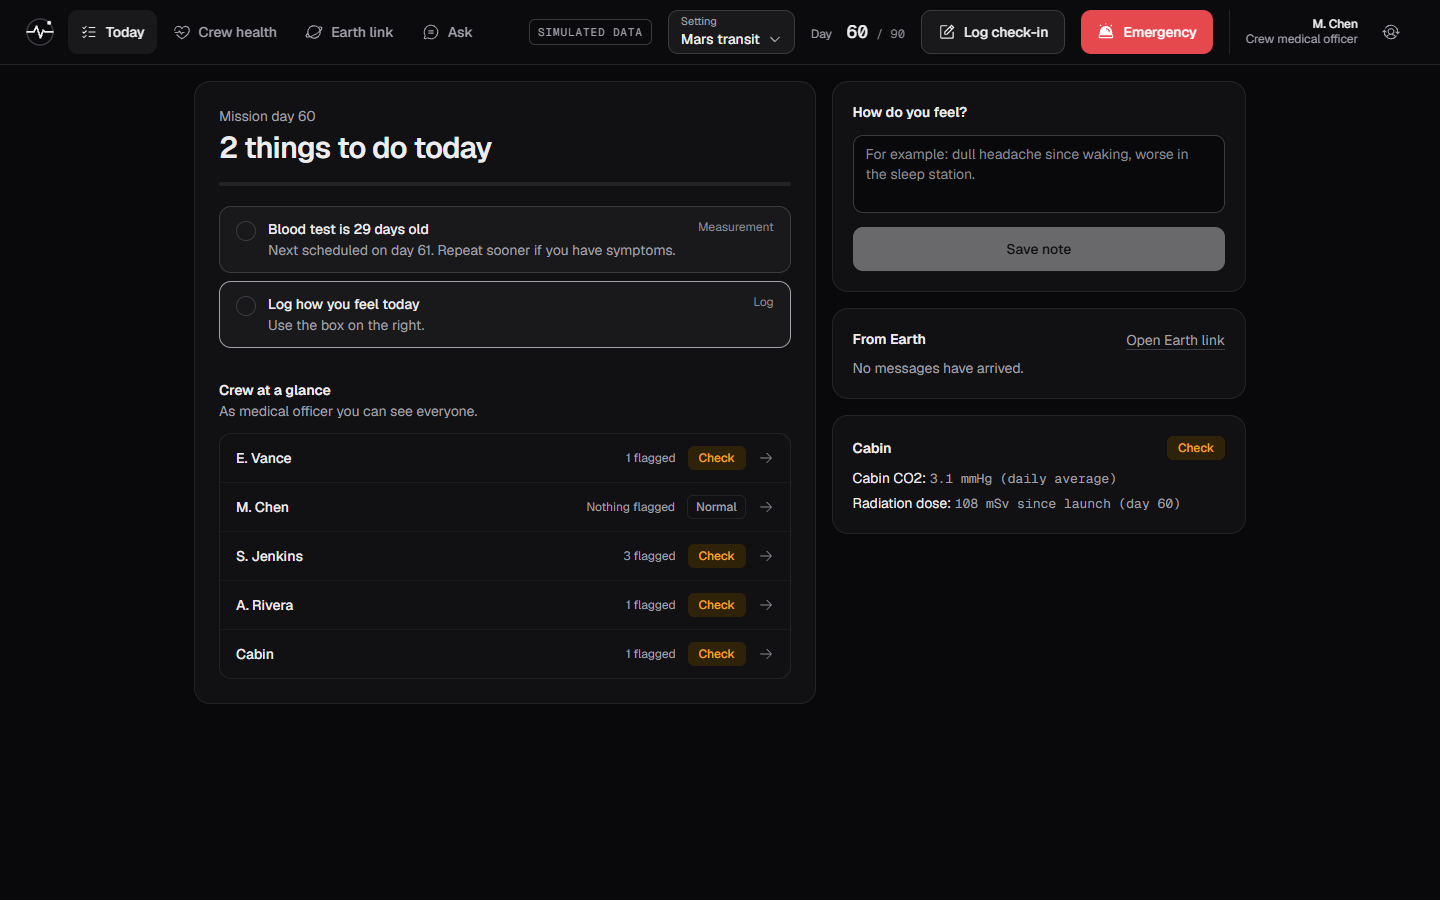 Today
Crew health
Earth link
Ask
SIMULATED DATA
Setting
Mars transit
Day 60 / 90
Log check-in
Emergency
M. Chen
Crew medical officer
Mission day 60
2 things to do today
Blood test is 29 days old
Measurement
Next scheduled on day 61. Repeat sooner if you have symptoms.
Log how you feel today
Log
Use the box on the right.
Crew at a glance
As medical officer you can see everyone.
E. Vance 1 flagged Check
M. Chen Nothing flagged Normal
S. Jenkins 3 flagged Check
A. Rivera 1 flagged Check
Cabin 1 flagged Check
How do you feel?
For example: dull headache since waking, worse in
the sleep station.
Save note
From Earth
Open Earth link
No messages have arrived.
Cabin
Check
Cabin CO2: 3.1 mmHg (daily average)
Radiation dose: 108 mSv since launch (day 60)